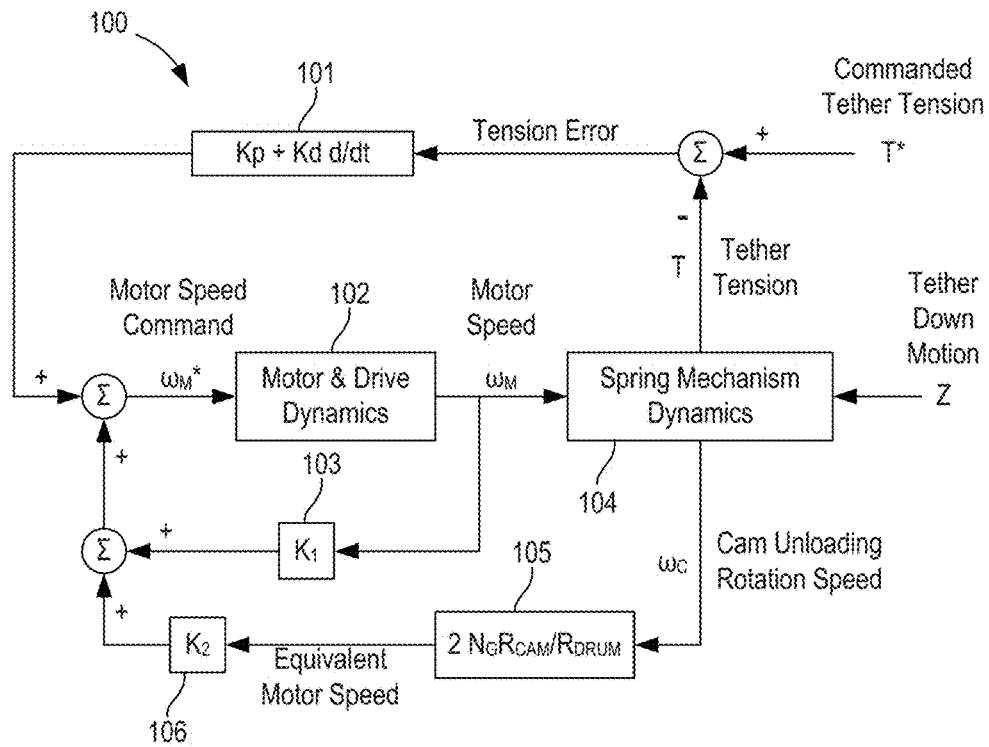 100
101
Commanded
Tether Tension
Kp + Kd d/dt
Tension Error
Σ
+
T*
-
T
Tether
Tension
Motor Speed
Command
102
Motor
Speed
Tether
Down
Motion
+
Σ
ωM*
Motor & Drive
Dynamics
ωM
Spring Mechanism
Dynamics
Z
+
103
104
Σ
+
K1
105
ωC
Cam Unloading
Rotation Speed
+
K2
2 NGRCAM/RDRUM
Equivalent
Motor Speed
106